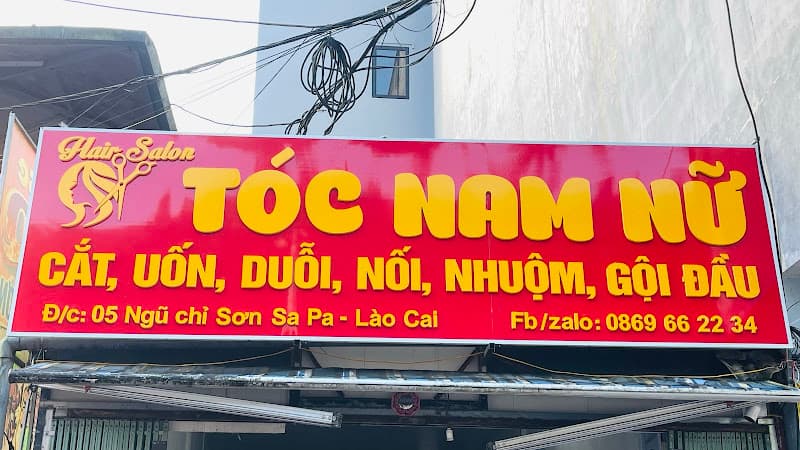 Hair Salon
TÓC NAM NỮ
CẮT, UỐN, DUỖI, NỐI, NHUỘM, GỘI ĐẦU
Đ/c: 05 Ngũ chỉ Sơn Sa Pa - Lào Cai
Fb/zalo: 0869 66 22 34